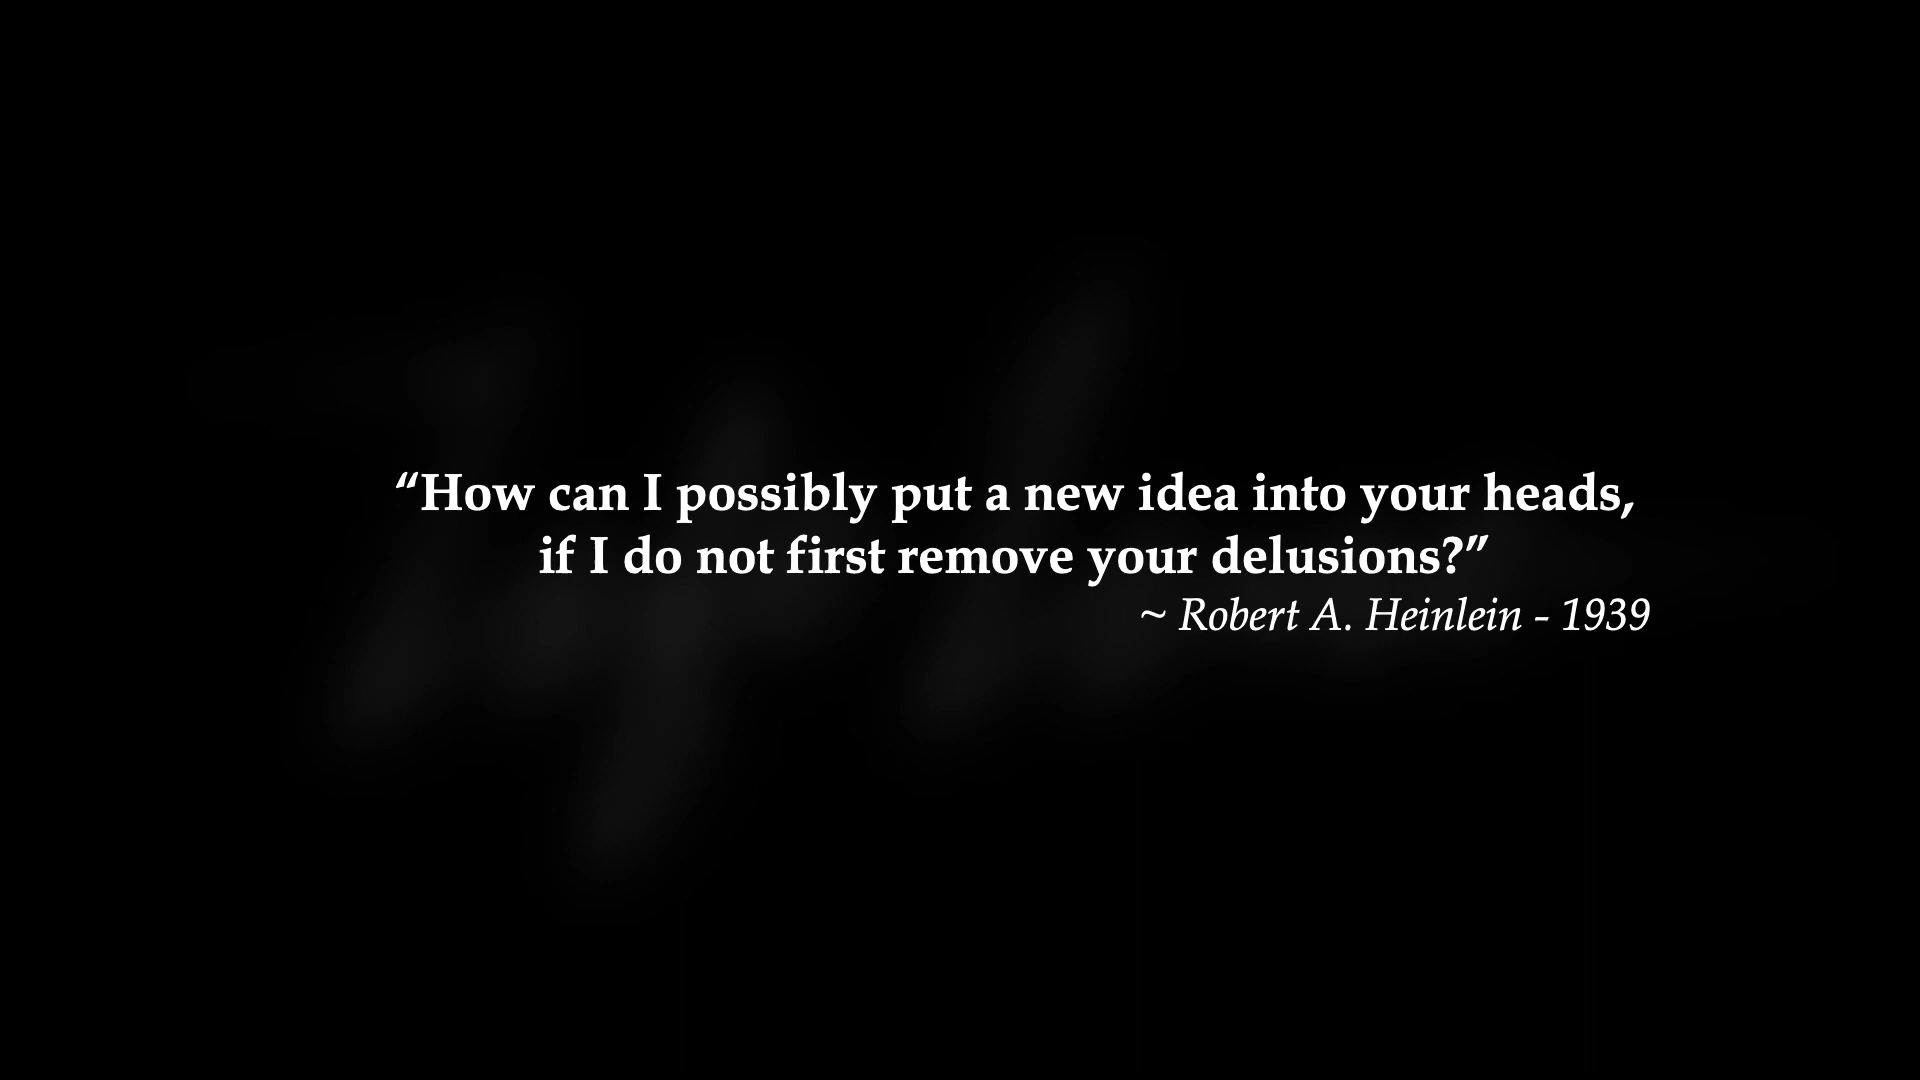 “How can I possibly put a new idea into your heads,
if I do not first remove your delusions?”
~ Robert A. Heinlein - 1939